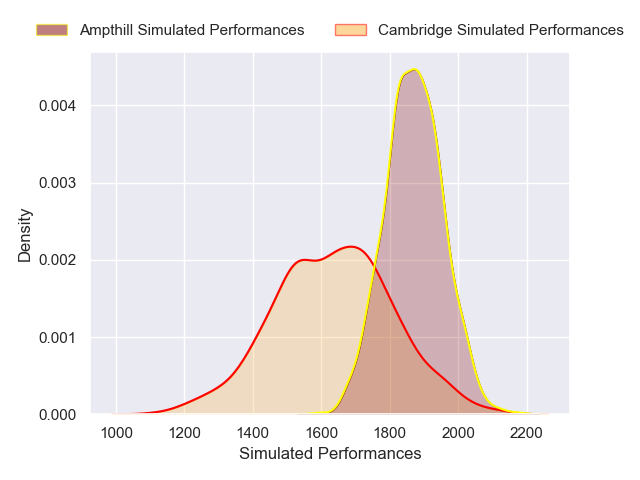 Ampthill Simulated Performances Cambridge Simulated Performances
0.004
0.003
0.002
0.001
0.000
Density
1000 1200 1400 1600 1800 2000 2200
Simulated Performances